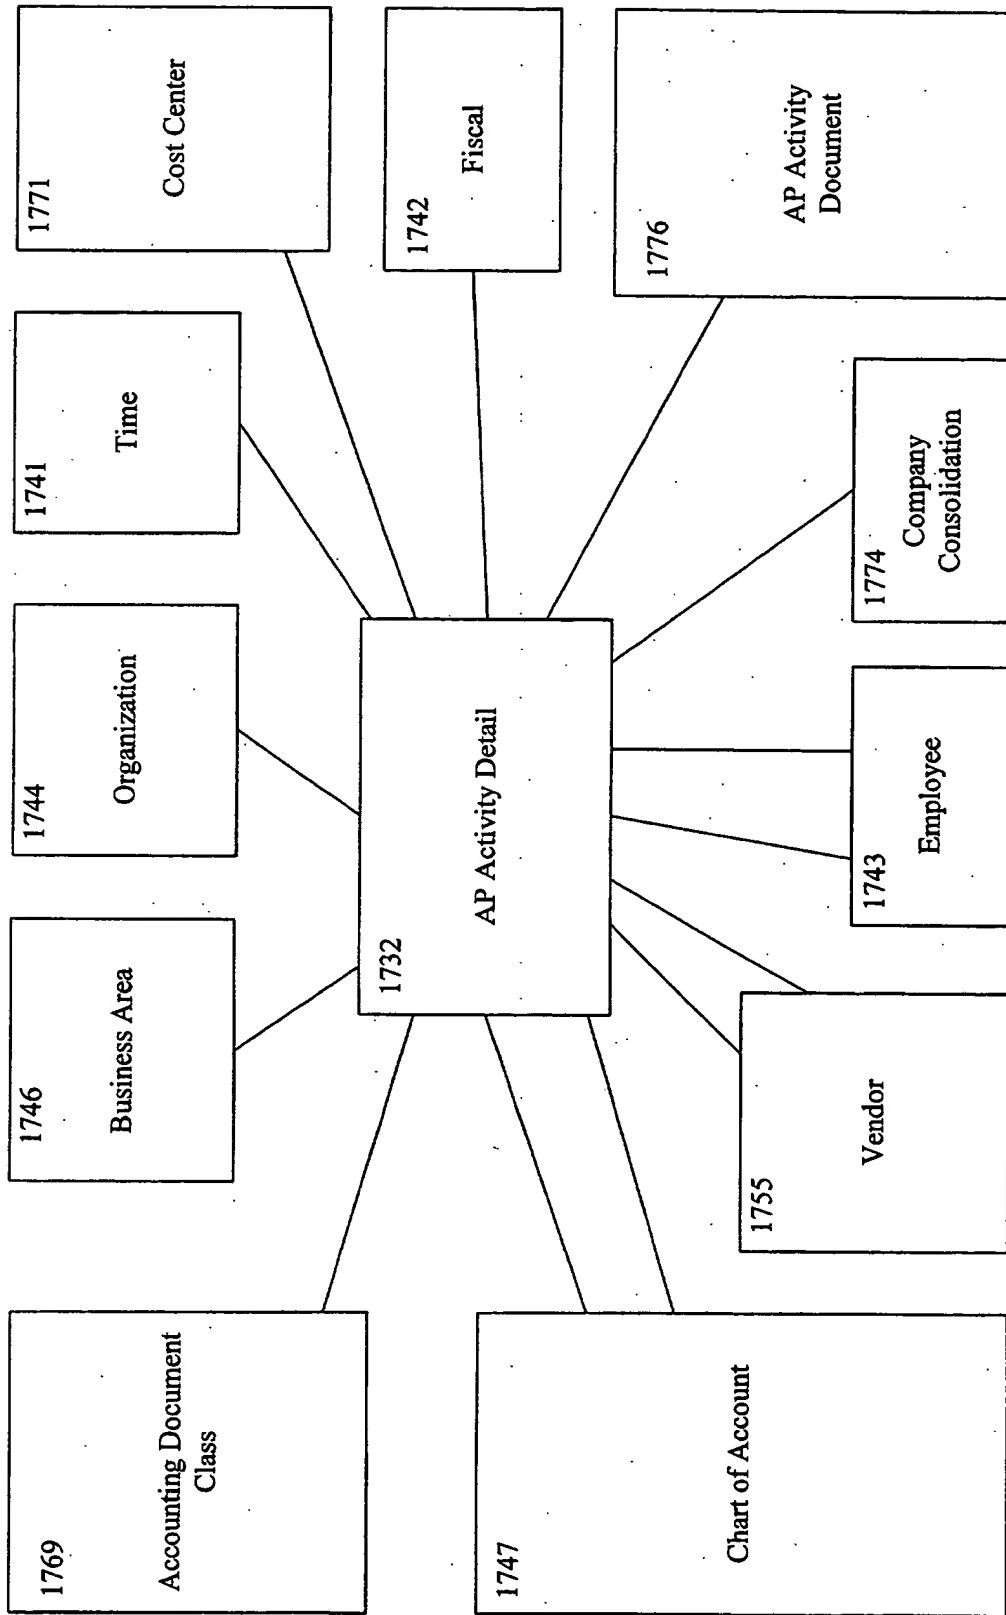 1769
Accounting Document
Class
1746
Business Area
1744
Organization
1741
Time
1771
Cost Center
1747
Chart of Account
1732
AP Activity Detail
1742
Fiscal
1755
Vendor
1743
Employee
1774
Company
Consolidation
1776
AP Activity
Document